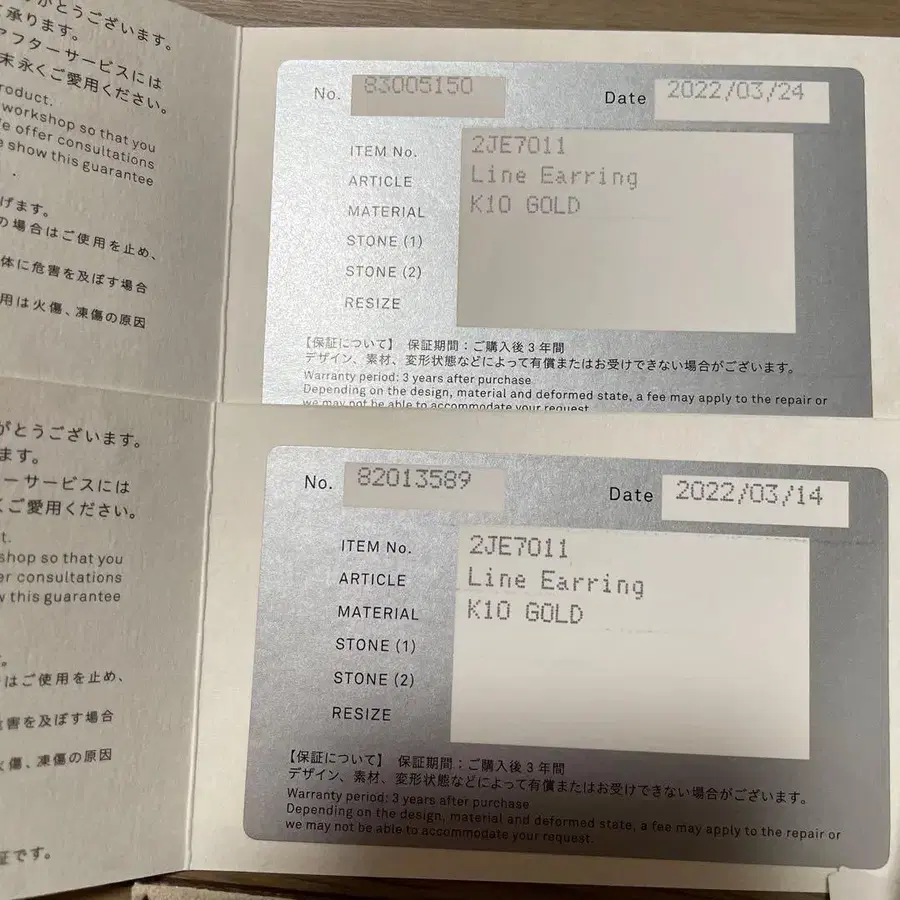 がとうございます。
承ります。
アフターサービスには
末永くご愛用ください。
product.
workshop so that you
We offer consultations
show this guarantee
げます。
の場合はご使用を止め、
体に危害を及ぼす場合
用は火傷、凍傷の原因
No. 83005150 Date 2022/03/24
ITEM No. 2JE7011
ARTICLE Line Earring
MATERIAL K10 GOLD
STONE (1)
STONE (2)
RESIZE
【保証について】 保証期間：ご購入後3年間
デザイン、素材、変形状態などによって有償またはお受けできない場合がございます。
Warranty period: 3 years after purchase
Depending on the design, material and deformed state, a fee may apply to the repair or
we may not be able to accommodate your request.
がとうございます。
ます。
ーサービスには
くご愛用ください。
shop so that you
consultations
this guarantee
はご使用を止め、
危害を及ぼす場合
火傷、凍傷の原因
証です。
No. 82013589 Date 2022/03/14
ITEM No. 2JE7011
ARTICLE Line Earring
MATERIAL K10 GOLD
STONE (1)
STONE (2)
RESIZE
【保証について】 保証期間：ご購入後3年間
デザイン、素材、変形状態などによって有償またはお受けできない場合がございます。
Warranty period: 3 years after purchase
Depending on the design, material and deformed state, a fee may apply to the repair or
we may not be able to accommodate your request.